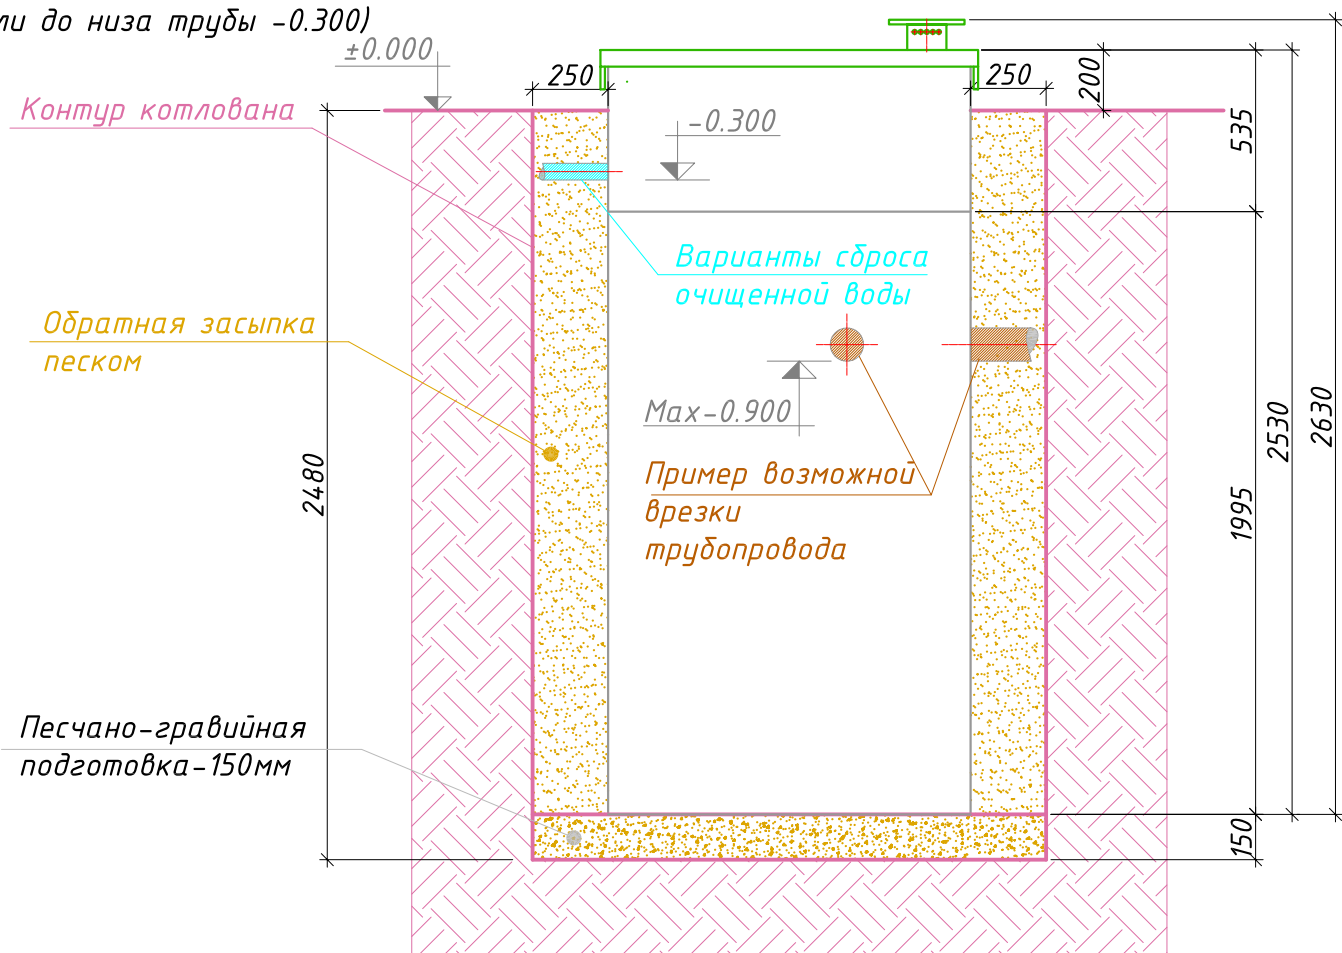 ли до низа трубы -0.300)
±0.000
250
250
200
Контур котлована
-0.300
535
Варианты сброса
очищенной воды
Обратная засыпка
песком
Max-0.900
2530
2630
Пример возможной
врезки
трубопровода
2480
1995
Песчано-гравийная
подготовка-150мм
150